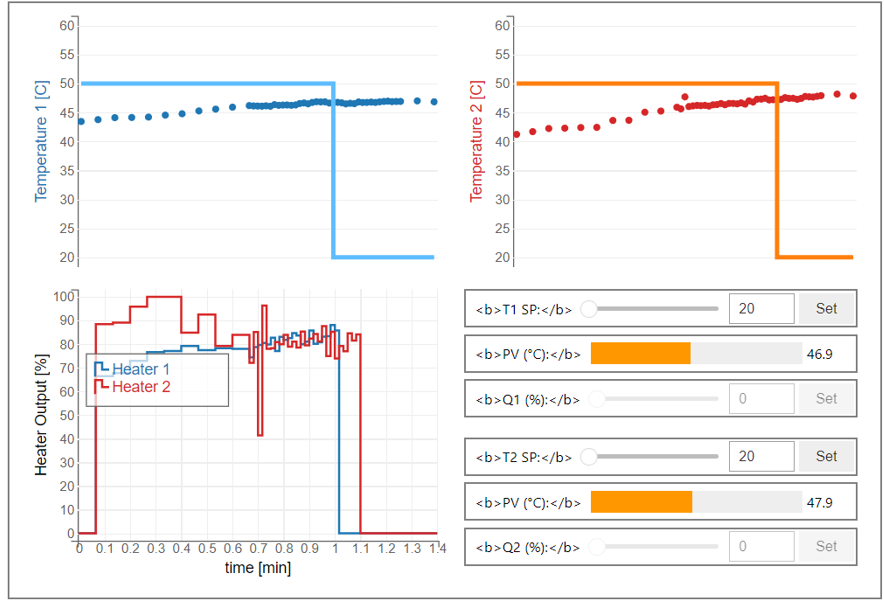 60
55
50
45
40
35
30
25
20
Temperature 1 [C]
60
55
50
45
40
35
30
25
20
Temperature 2 [C]
100
90
80
70
60
50
40
30
20
10
0
Heater Output [%]
Heater 1
Heater 2
0 0.1 0.2 0.3 0.4 0.5 0.6 0.7 0.8 0.9 1 1.1 1.2 1.3 1.4
time [min]
<b>T1 SP:</b> 20 Set
<b>PV (°C):</b> 46.9
<b>Q1 (%):</b> 0 Set
<b>T2 SP:</b> 20 Set
<b>PV (°C):</b> 47.9
<b>Q2 (%):</b> 0 Set